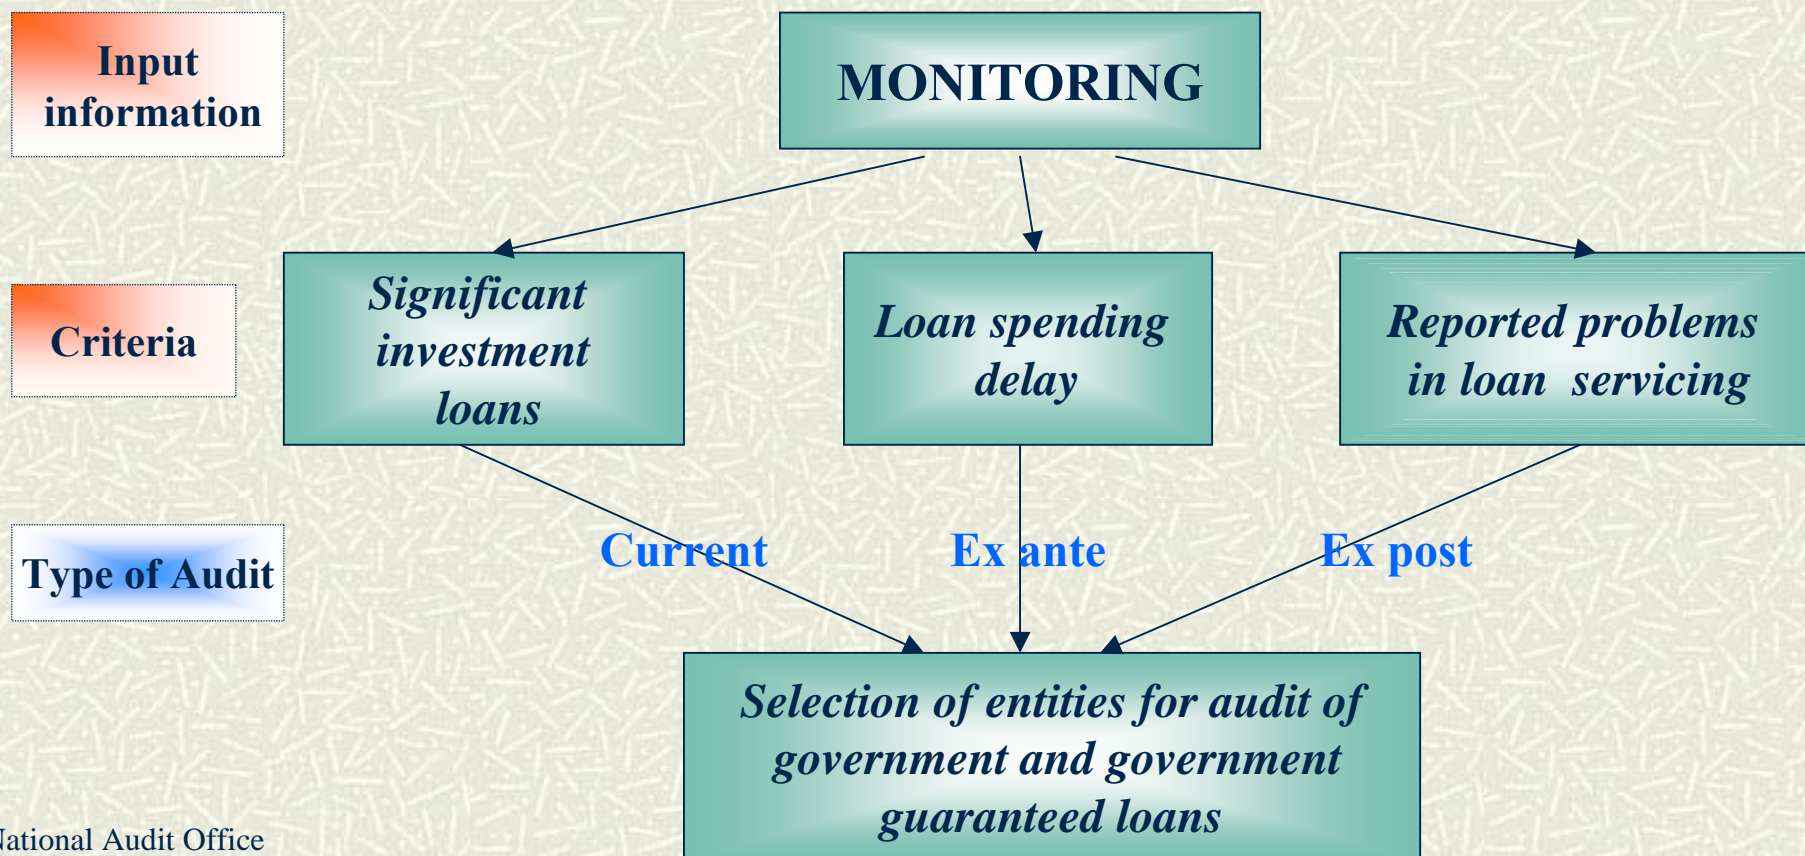 Input
information
MONITORING
Criteria
Significant
investment
loans
Loan spending
delay
Reported problems
in loan servicing
Type of Audit
Current
Ex ante
Ex post
Selection of entities for audit of
government and government
guaranteed loans
National Audit Office